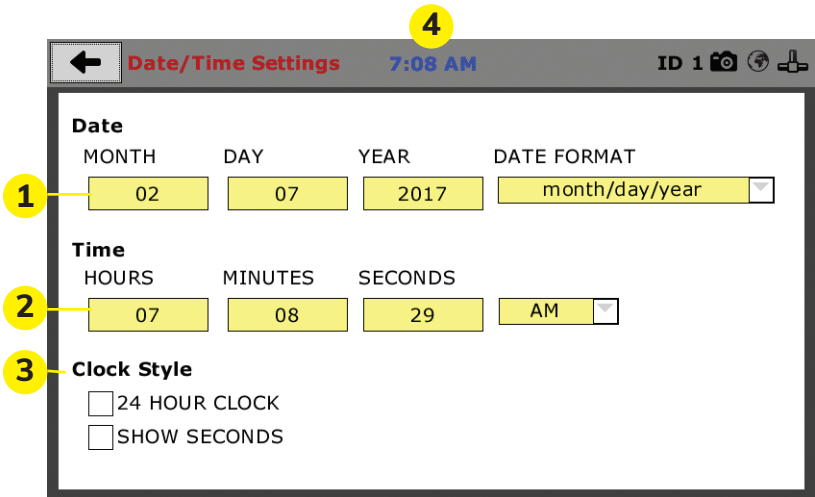 4
Date/Time Settings 7:08 AM ID 1
Date
MONTH DAY YEAR DATE FORMAT
1 02 07 2017 month/day/year
Time
HOURS MINUTES SECONDS
2 07 08 29 AM
3 Clock Style
24 HOUR CLOCK
SHOW SECONDS